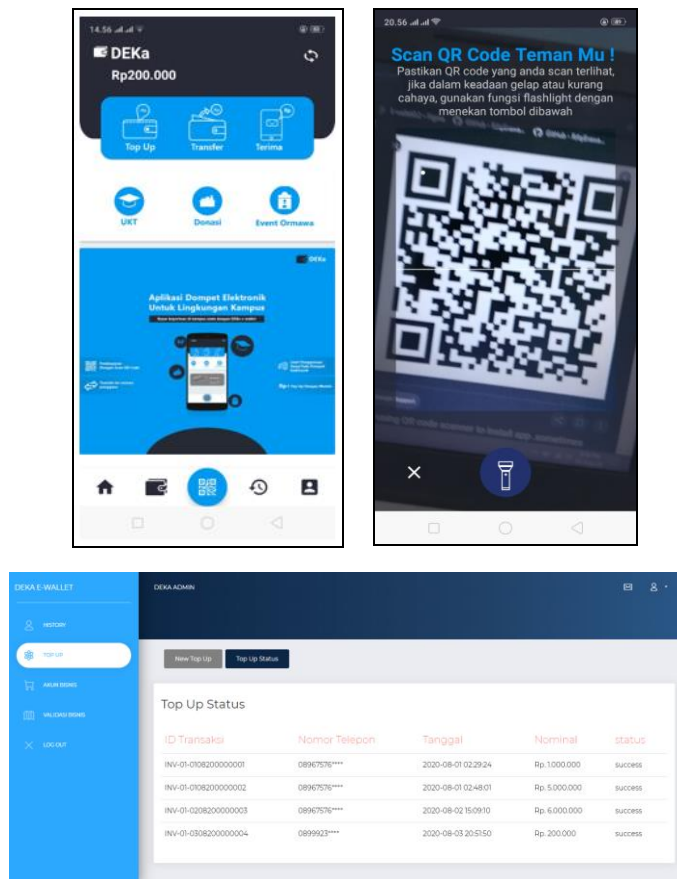 14.56
DEKa
Rp200.000
Top Up
Transfer
Terima
UKT
Donasi
Event Ormawa
DEKa
Aplikasi Dompet Elektronik
Untuk Lingkungan Kampus
20.56
Scan QR Code Teman Mu !
Pastikan QR code yang anda scan terlihat,
jika dalam keadaan gelap atau kurang
cahaya, gunakan fungsi flashlight dengan
menekan tombol dibawah
DEKA E-WALLET
HISTORY
TOP UP
AKUN BISNIS
VALIDASI BISNIS
LOG OUT
DEKA ADMIN
New Top Up
Top Up Status
Top Up Status
ID Transaksi Nomor Telepon Tanggal Nominal status
INV-01-0108200000001 08967576**** 2020-08-01 02:29:24 Rp. 1.000.000 success
INV-01-0108200000002 08967576**** 2020-08-01 02:48:01 Rp. 5.000.000 success
INV-01-0208200000003 08967576**** 2020-08-02 15:09:10 Rp. 6.000.000 success
INV-01-0308200000004 0899923**** 2020-08-03 20:51:50 Rp. 200.000 success